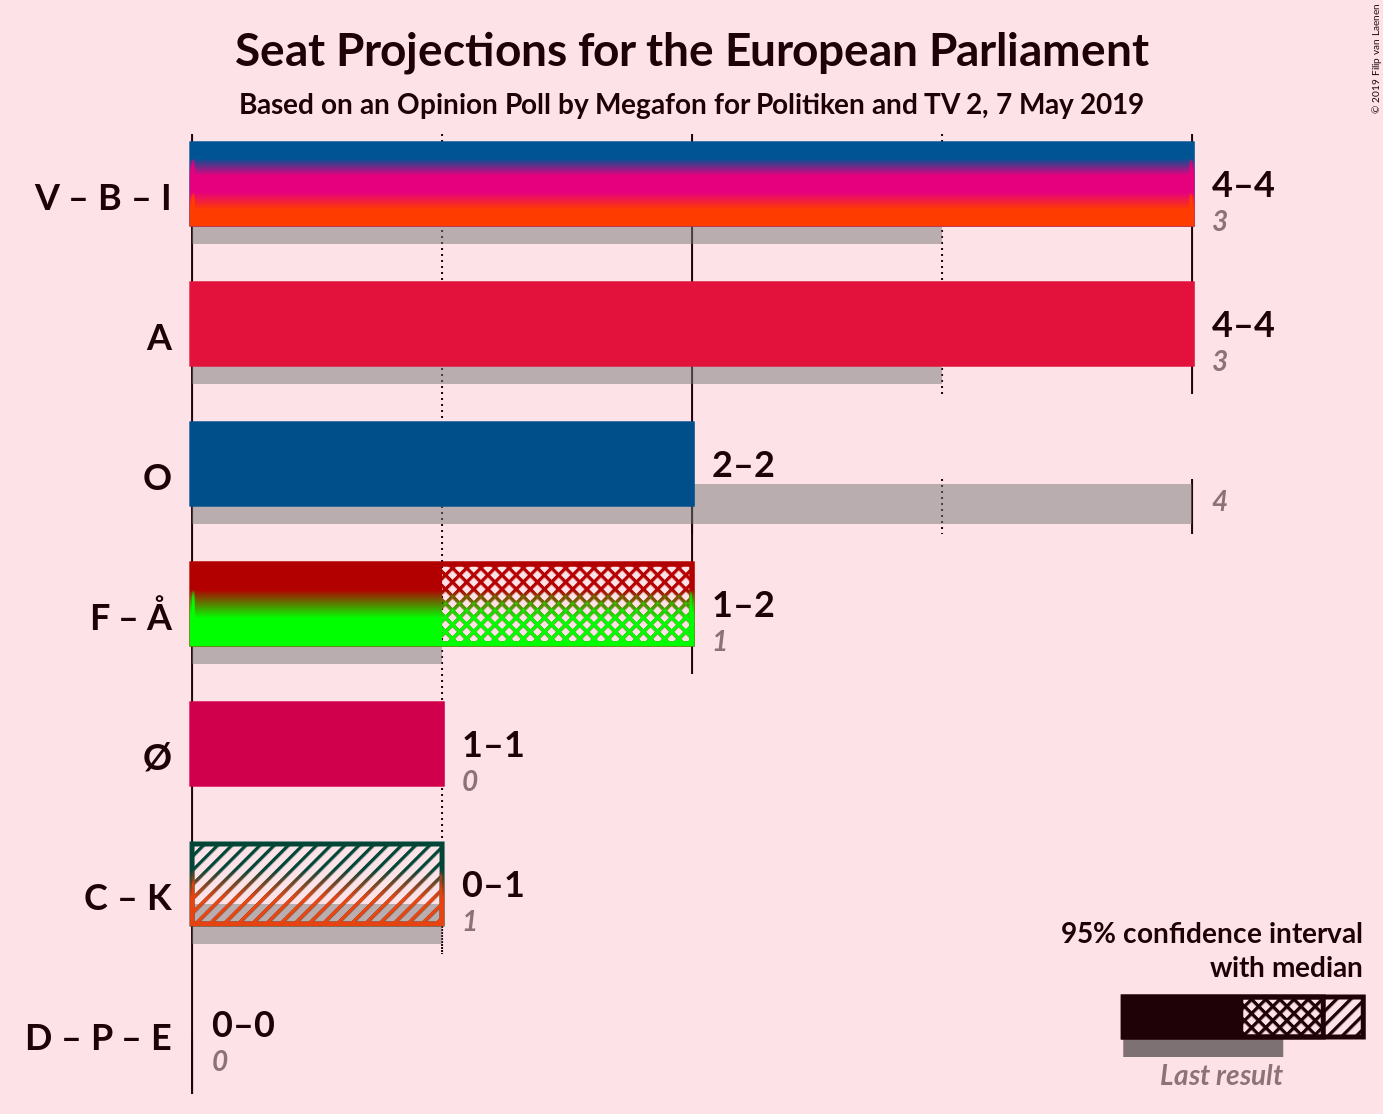 Seat Projections for the European Parliament
Based on an Opinion Poll by Megafon for Politiken and TV 2, 7 May 2019
© 2019 Filip van Laenen
V – B – I
4–4
3
A
4–4
3
O
2–2
4
F – Å
1–2
1
Ø
1–1
0
C – K
0–1
1
D – P – E
0–0
0
95% confidence interval
with median
Last result